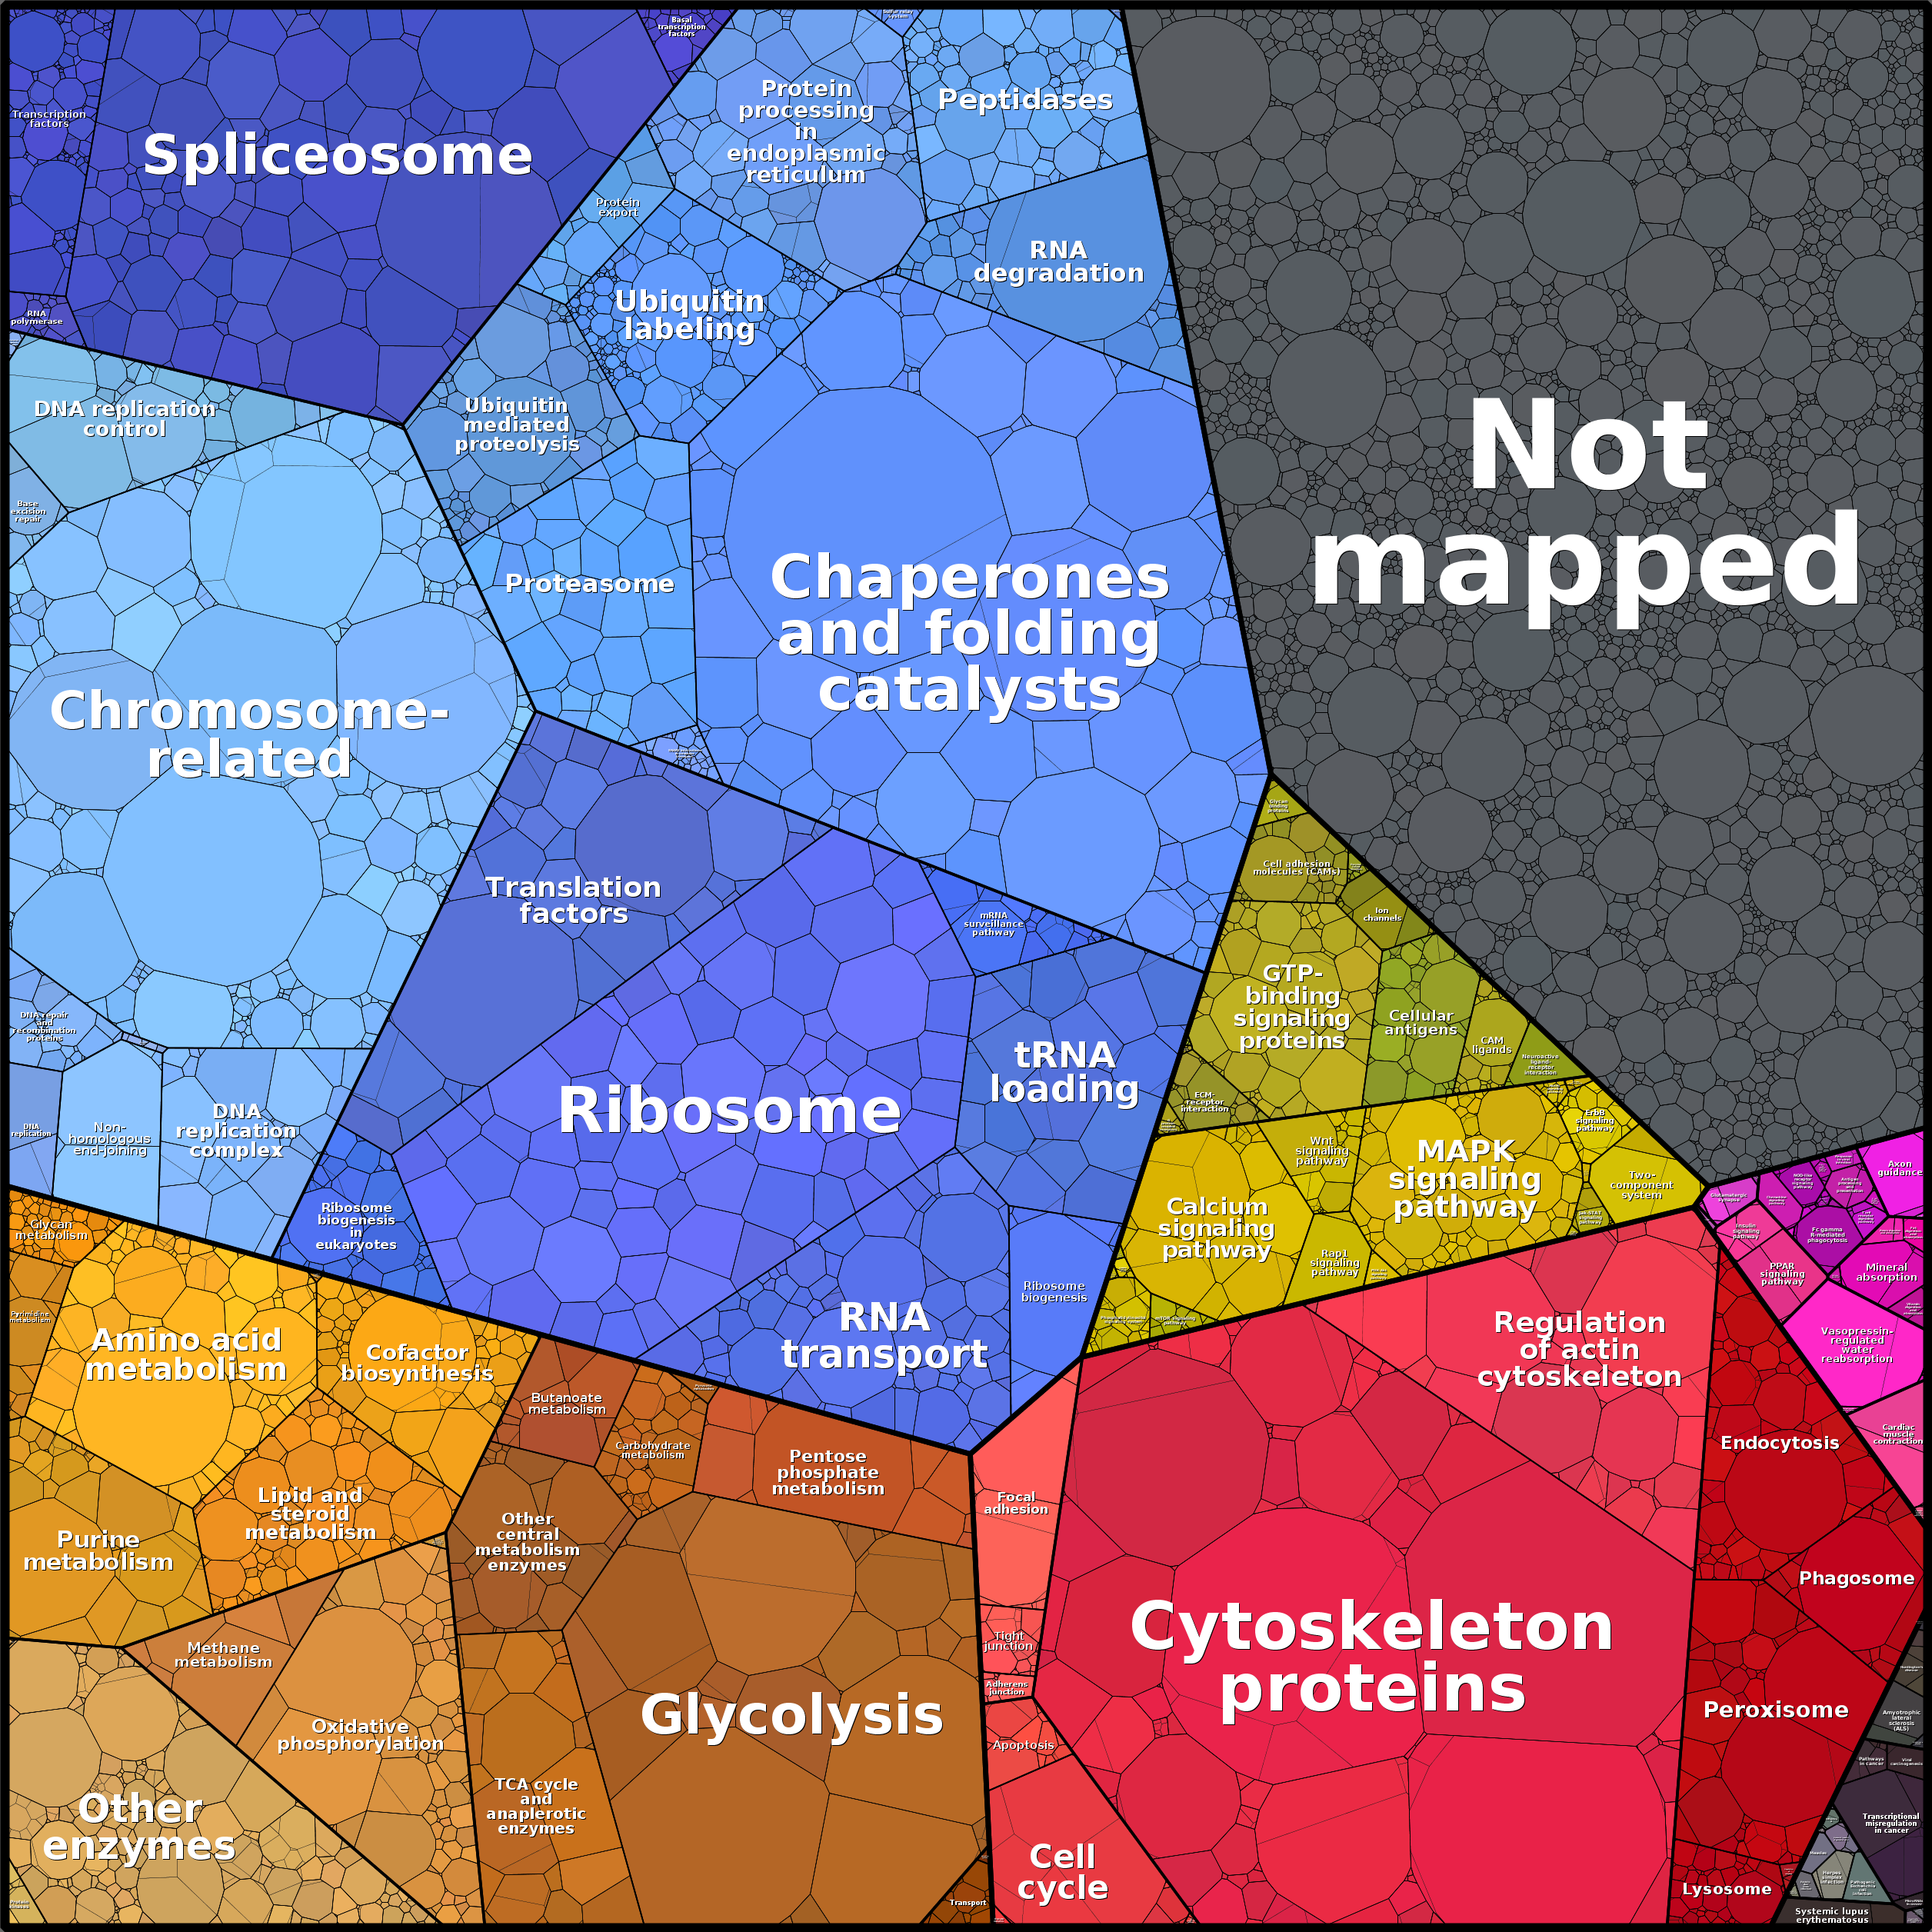 Basal
transcription
factors
Transcription
factors
Spliceosome
RNA
polymerase
Protein
processing
in
endoplasmic
reticulum
Peptidases
Protein
export
RNA
degradation
Ubiquitin
labeling
Ubiquitin
mediated
proteolysis
DNA replication
control
Base
excision
repair
Proteasome
Chaperones
and folding
catalysts
Not
mapped
Chromosome-
related
Translation
factors
mRNA
surveillance
pathway
Ribosome
tRNA
loading
DNA repair
and
recombination
proteins
DNA
replication
Non-
homologous
end-joining
DNA
replication
complex
Ribosome
biogenesis
in
eukaryotes
RNA
transport
Ribosome
biogenesis
Cell adhesion
molecules (CAMs)
Ion
channels
GTP-
binding
signaling
proteins
Cellular
antigens
CAM
ligands
Neuroactive
ligand-
receptor
interaction
ECM-
receptor
interaction
Wnt
signaling
pathway
MAPK
signaling
pathway
ErbB
signaling
pathway
Two-
component
system
Calcium
signaling
pathway
Rap1
signaling
pathway
Axon
guidance
Insulin
signaling
pathway
Fc gamma
R-mediated
phagocytosis
PPAR
signaling
pathway
Mineral
absorption
Vasopressin-
regulated
water
reabsorption
Cardiac
muscle
contraction
Glycan
metabolism
Pyrimidine
metabolism
Amino acid
metabolism
Cofactor
biosynthesis
Butanoate
metabolism
Carbohydrate
metabolism
Pentose
phosphate
metabolism
Purine
metabolism
Lipid and
steroid
metabolism
Other
central
metabolism
enzymes
Methane
metabolism
Oxidative
phosphorylation
Other
enzymes
TCA cycle
and
anaplerotic
enzymes
Glycolysis
Transport
Focal
adhesion
Tight
junction
Adherens
junction
Apoptosis
Cell
cycle
Regulation
of actin
cytoskeleton
Cytoskeleton
proteins
Endocytosis
Phagosome
Peroxisome
Lysosome
Amyotrophic
lateral
sclerosis
(ALS)
Pathways
in cancer
Viral
carcinogenesis
Transcriptional
misregulation
in cancer
Herpes
simplex
infection
Systemic lupus
erythematosus